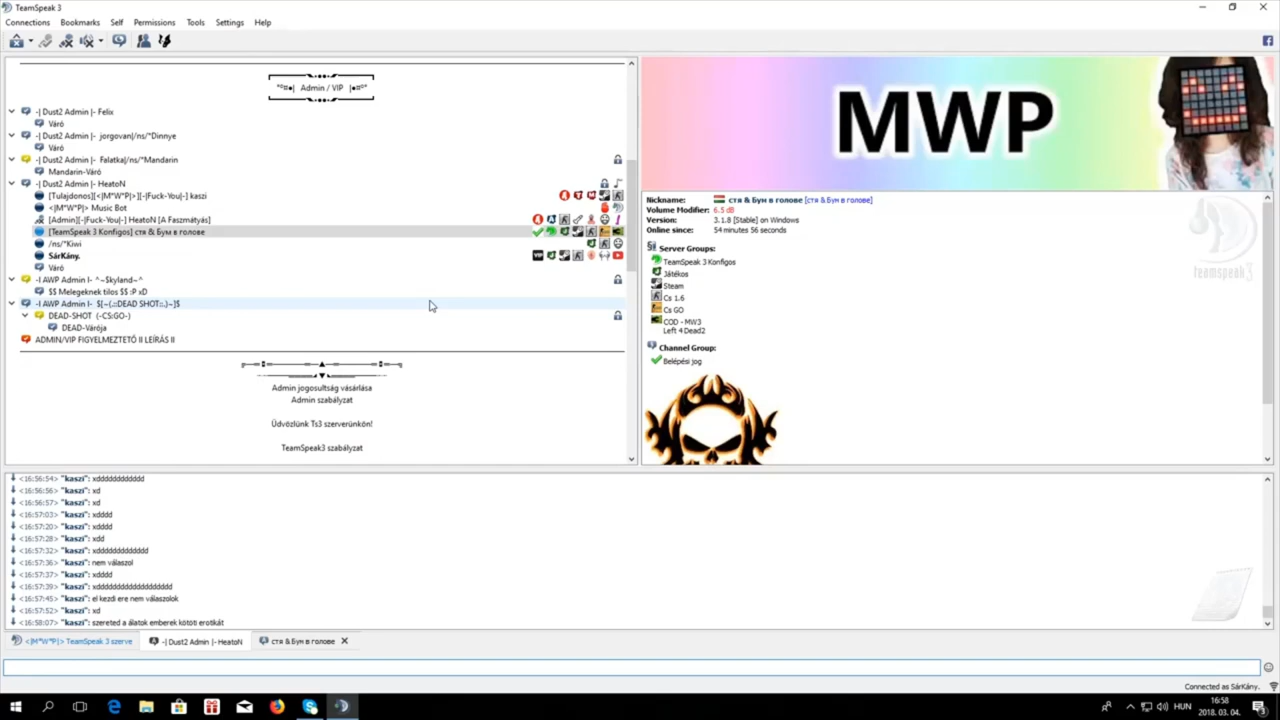 TeamSpeak 3
Connections Bookmarks Self Permissions Tools Settings Help
*°¤●| Admin / VIP |●¤°*
-| Dust2 Admin |- Felix
Váró
-| Dust2 Admin |- jorgovan|/ns/*Dinnye
Váró
-| Dust2 Admin |- Falatka|/ns/*Mandarin
Mandarin-Váró
-| Dust2 Admin |- HeatoN
[Tulajdonos][<|M*W*P|>][-|Fuck-You|-] kaszi
<|M*W*P|> Music Bot
[Admin][-|Fuck-You|-] HeatoN [A Faszmátyás]
[TeamSpeak 3 Konfigos] стя & Бум в голове
/ns/*Kiwi
SárKány.
Váró
-I AWP Admin I- ^~$kyland~^
$$ Melegeknek tilos $$ :P xD
-I AWP Admin I- $[~(.::DEAD SHOT::.)~]$
DEAD-SHOT (-CS:GO-)
DEAD-Várója
ADMIN/VIP FIGYELMEZTETŐ II LEÍRÁS II
Admin jogosultság vásárlása
Admin szabályzat
Üdvözlünk Ts3 szerverünkön!
TeamSpeak3 szabályzat
MWP
Nickname: стя & Бум в голове [стя & Бум в голове]
Volume Modifier: 6.5 dB
Version: 3.1.8 [Stable] on Windows
Online since: 54 minutes 56 seconds
Server Groups:
TeamSpeak 3 Konfigos
Játékos
Steam
Cs 1.6
Cs GO
COD - MW3
Left 4 Dead2
Channel Group:
Belépési jog
teamspeak3
<16:56:54> "kaszi": xdddddddddddd
<16:56:56> "kaszi": xd
<16:56:57> "kaszi": xd
<16:57:03> "kaszi": xdddd
<16:57:20> "kaszi": xdddd
<16:57:28> "kaszi": xdd
<16:57:32> "kaszi": xddddddddddddd
<16:57:36> "kaszi": nem válaszol
<16:57:37> "kaszi": xdddd
<16:57:39> "kaszi": xddddddddddddddddddd
<16:57:45> "kaszi": el kezdi ere nem válaszolok
<16:57:52> "kaszi": xd
<16:58:07> "kaszi": szereted a álatok emberek kötöti erotikát
<|M*W*P|> TeamSpeak 3 szerve -| Dust2 Admin |- HeatoN стя & Бум в голове
Connected as SárKány.
HUN
16:58
2018. 03. 04.